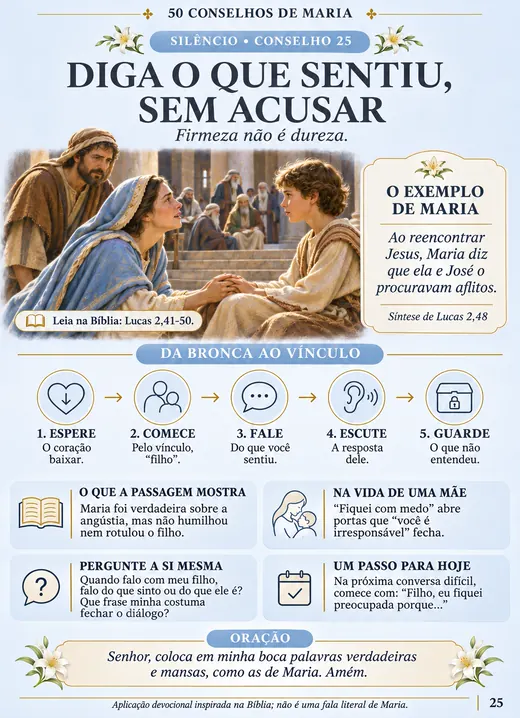 50 CONSELHOS DE MARIA
SILÊNCIO • CONSELHO 25
DIGA O QUE SENTIU,
SEM ACUSAR
Firmeza não é dureza.
O EXEMPLO
DE MARIA
Ao reencontrar
Jesus, Maria diz
que ela e José o
procuravam aflitos.
Síntese de Lucas 2,48
Leia na Bíblia: Lucas 2,41-50.
DA BRONCA AO VÍNCULO
1. ESPERE
O coração
baixar.
2. COMECE
Pelo vínculo,
“filho”.
3. FALE
Do que você
sentiu.
4. ESCUTE
A resposta
dele.
5. GUARDE
O que não
entendeu.
O QUE A PASSAGEM MOSTRA
Maria foi verdadeira sobre a
angústia, mas não humilhou
nem rotulou o filho.
NA VIDA DE UMA MÃE
“Fiquei com medo” abre
portas que “você é
irresponsável” fecha.
PERGUNTE A SI MESMA
Quando falo com meu filho,
falo do que sinto ou do que ele é?
Que frase minha costuma
fechar o diálogo?
UM PASSO PARA HOJE
Na próxima conversa difícil,
comece com: “Filho, eu fiquei
preocupada porque...”
ORAÇÃO
Senhor, coloca em minha boca palavras verdadeiras
e mansas, como as de Maria. Amém.
Aplicação devocional inspirada na Bíblia; não é uma fala literal de Maria.
25